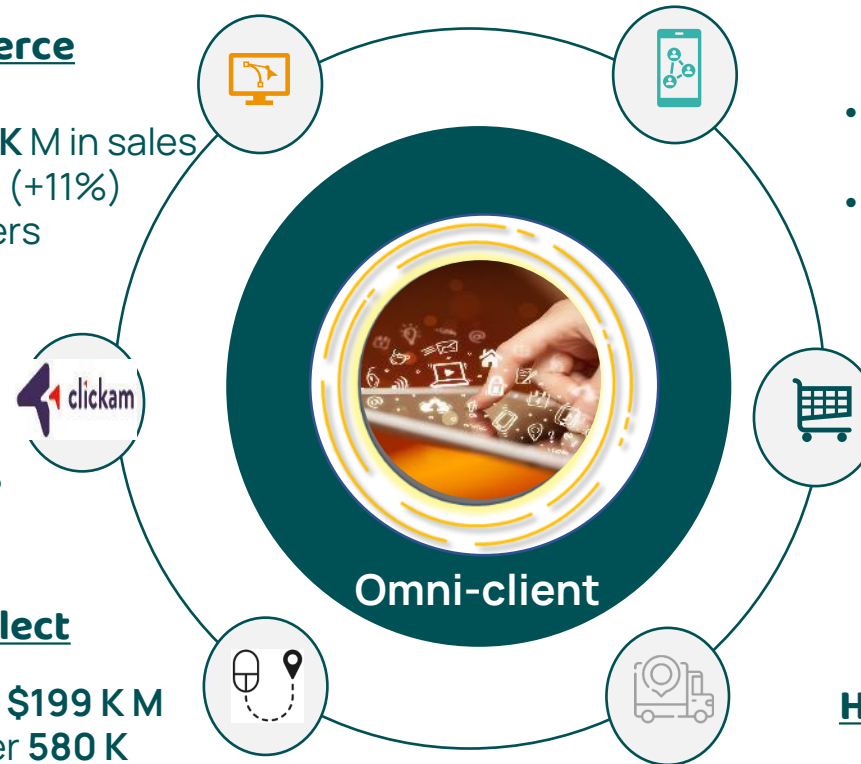 erce
K M in sales
(+11%)
ers
clickam
Omni-client
lect
$199 K M
er 580 K
H